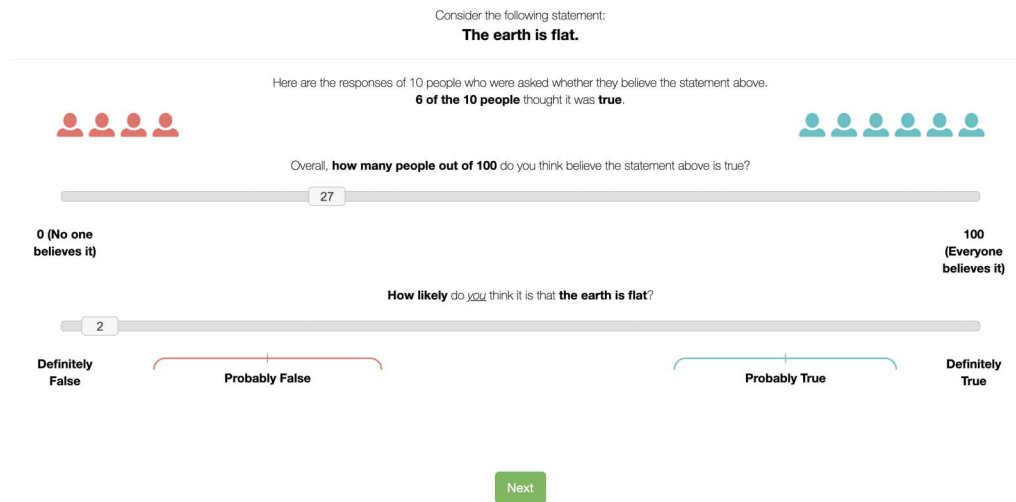 Consider the following statement:
The earth is flat.
Here are the responses of 10 people who were asked whether they believe the statement above.
6 of the 10 people thought it was true.
Overall, how many people out of 100 do you think believe the statement above is true?
27
0 (No one
believes it)
100
(Everyone
believes it)
How likely do you think it is that the earth is flat?
2
Definitely
False
Probably False
Probably True
Definitely
True
Next